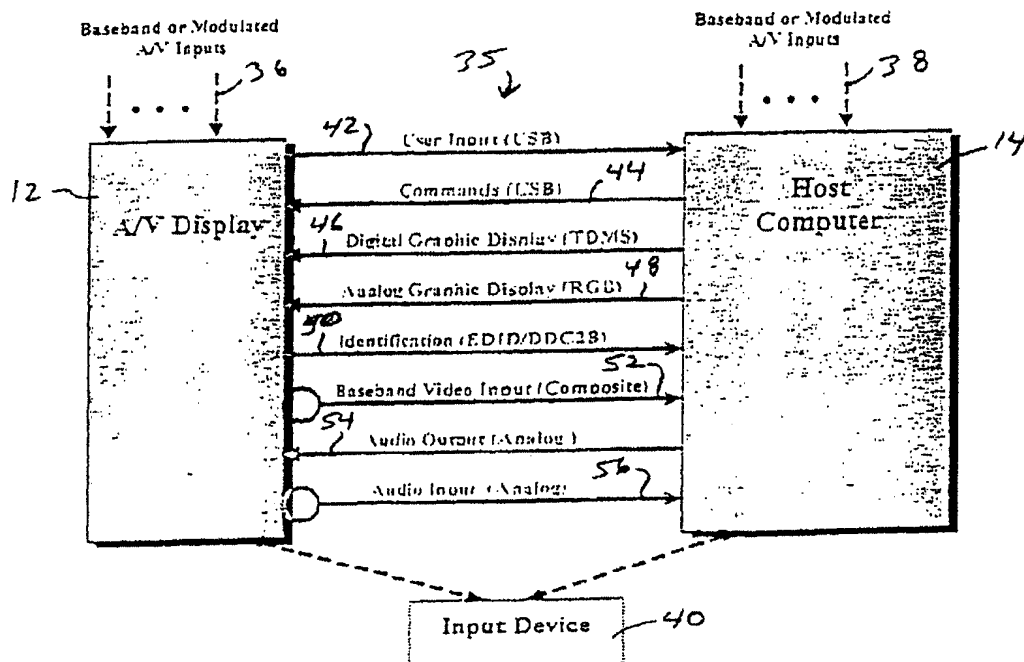 Baseband or Modulated
A/V Inputs
36
35
Baseband or Modulated
A/V Inputs
38
12
A/V Display
14
Host
Computer
42
User Input (USB)
Commands (USB)
44
46
Digital Graphic Display (TDMS)
Analog Graphic Display (RGB)
48
50
Identification (EDID/DDC2B)
52
Baseband Video Input (Composite)
54
Audio Output (Analog)
56
Audio Input (Analog)
Input Device
40